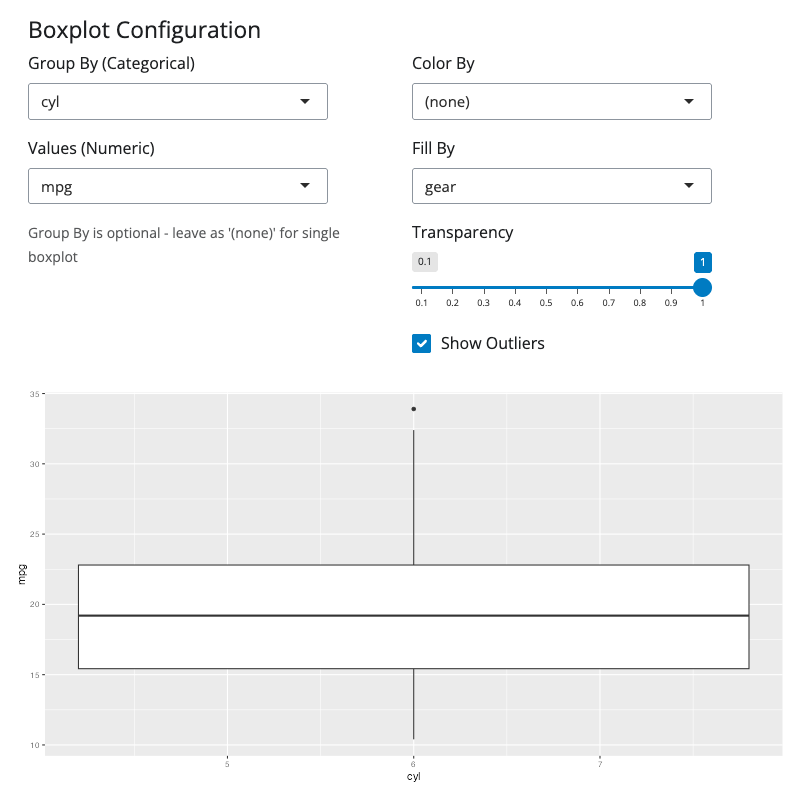 Boxplot Configuration
Group By (Categorical)
cyl
Values (Numeric)
mpg
Group By is optional - leave as '(none)' for single
boxplot
Color By
(none)
Fill By
gear
Transparency
0.1 1
0.1 0.2 0.3 0.4 0.5 0.6 0.7 0.8 0.9 1
Show Outliers
35
30
25
20
15
10
mpg
5 6 7
cyl